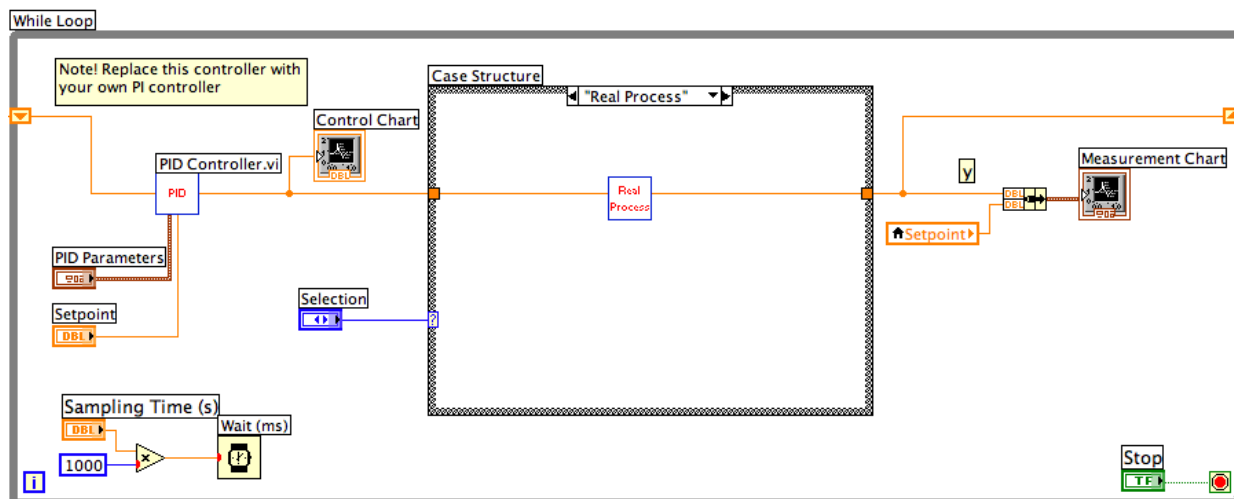 While Loop
Note! Replace this controller with
your own PI controller
Case Structure
"Real Process"
Control Chart
DBL
PID Controller.vi
PID
Real
Process
Measurement Chart
y
DBL
DBL
Setpoint
PID Parameters
Setpoint
DBL
Selection
?
Sampling Time (s)
DBL
Wait (ms)
1000
x
i
Stop
TF